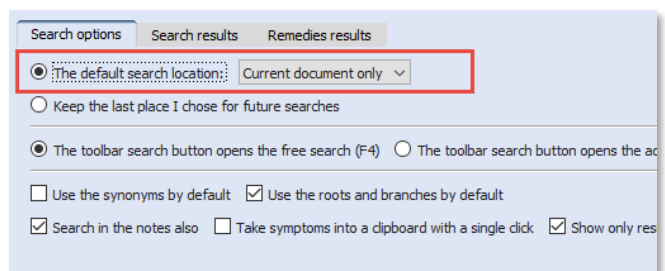 Search options Search results Remedies results
The default search location: Current document only
Keep the last place I chose for future searches
The toolbar search button opens the free search (F4) The toolbar search button opens the
Use the synonyms by default Use the roots and branches by default
Search in the notes also Take symptoms into a clipboard with a single click Show only